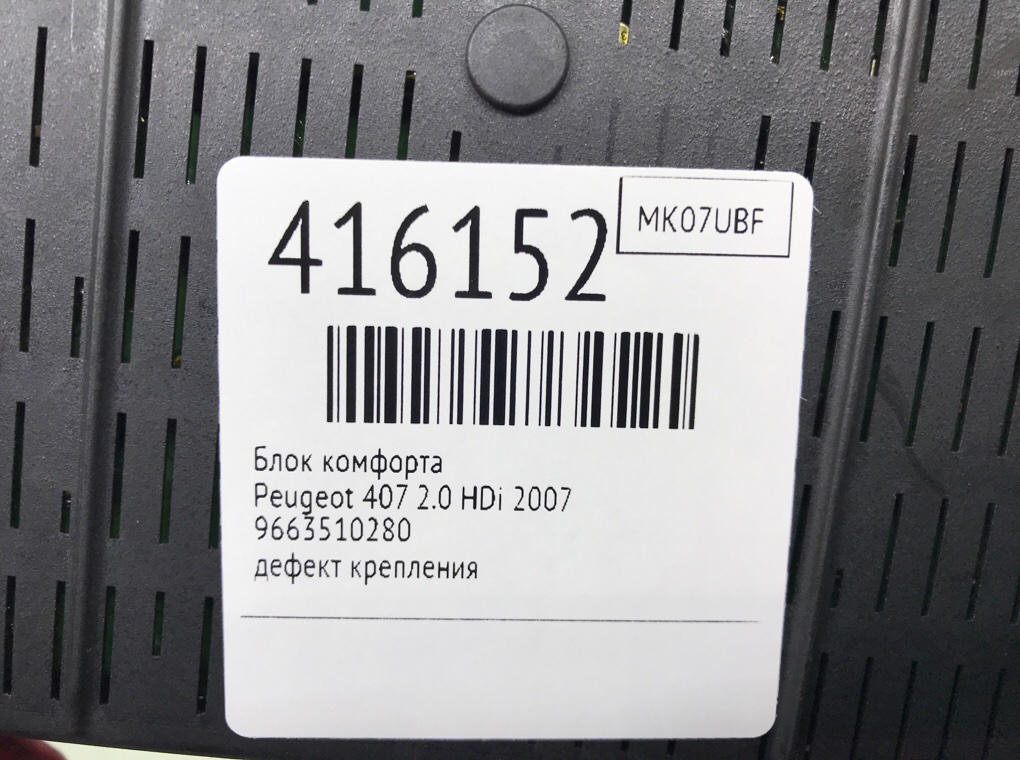 416152
MK07UBF
Блок комфорта
Peugeot 407 2.0 HDi 2007
9663510280
дефект крепления